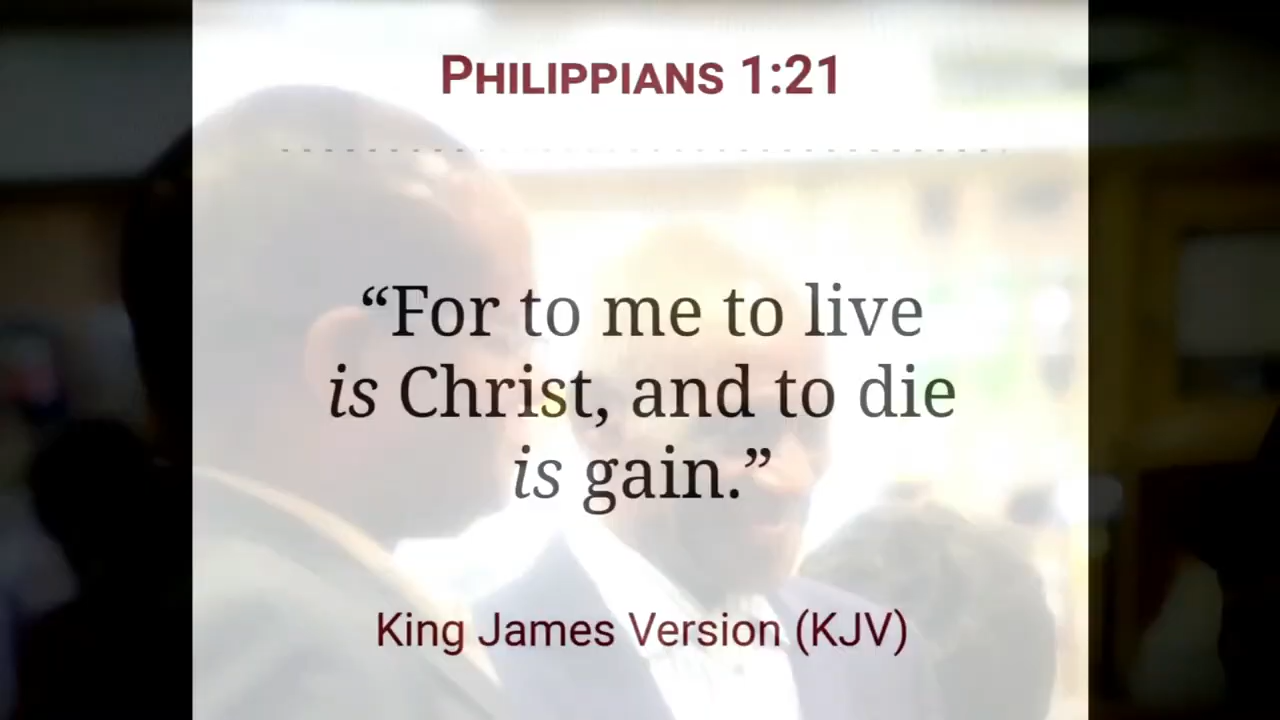 Philippians 1:21
“For to me to live
is Christ, and to die
is gain.”
King James Version (KJV)